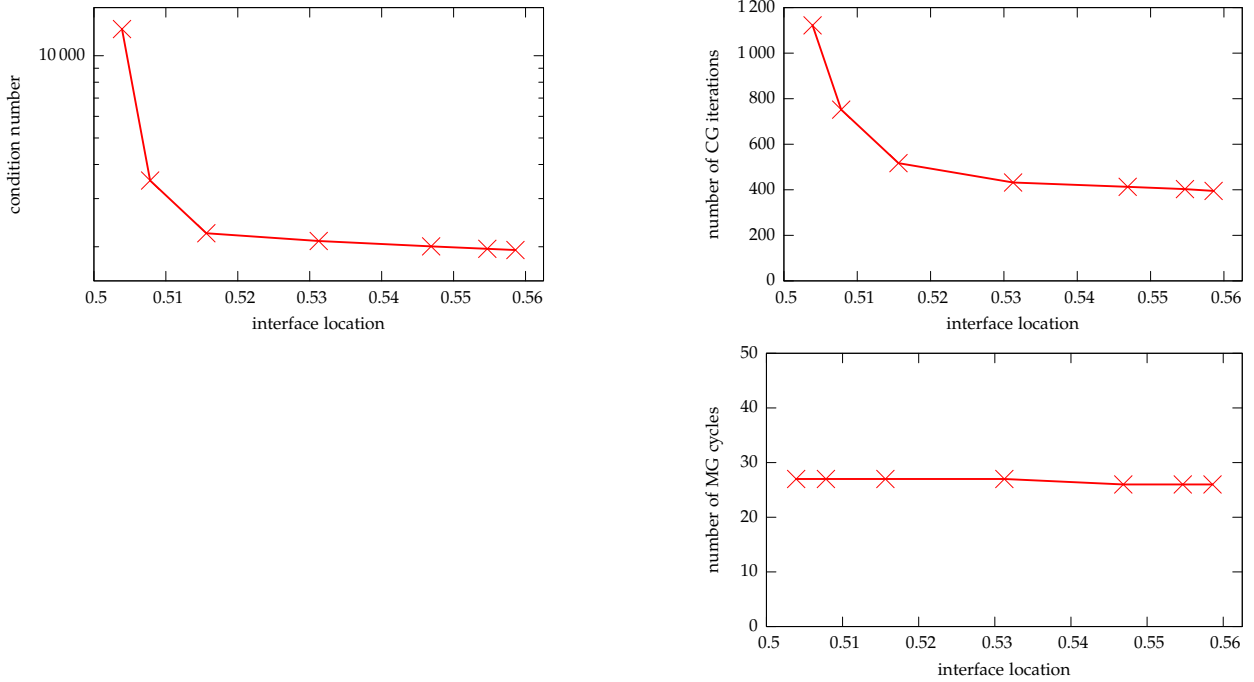 condition number
10 000
0.5 0.51 0.52 0.53 0.54 0.55 0.56
interface location
number of CG iterations
1 200
1 000
800
600
400
200
0
0.5 0.51 0.52 0.53 0.54 0.55 0.56
interface location
number of MG cycles
50
40
30
20
10
0
0.5 0.51 0.52 0.53 0.54 0.55 0.56
interface location